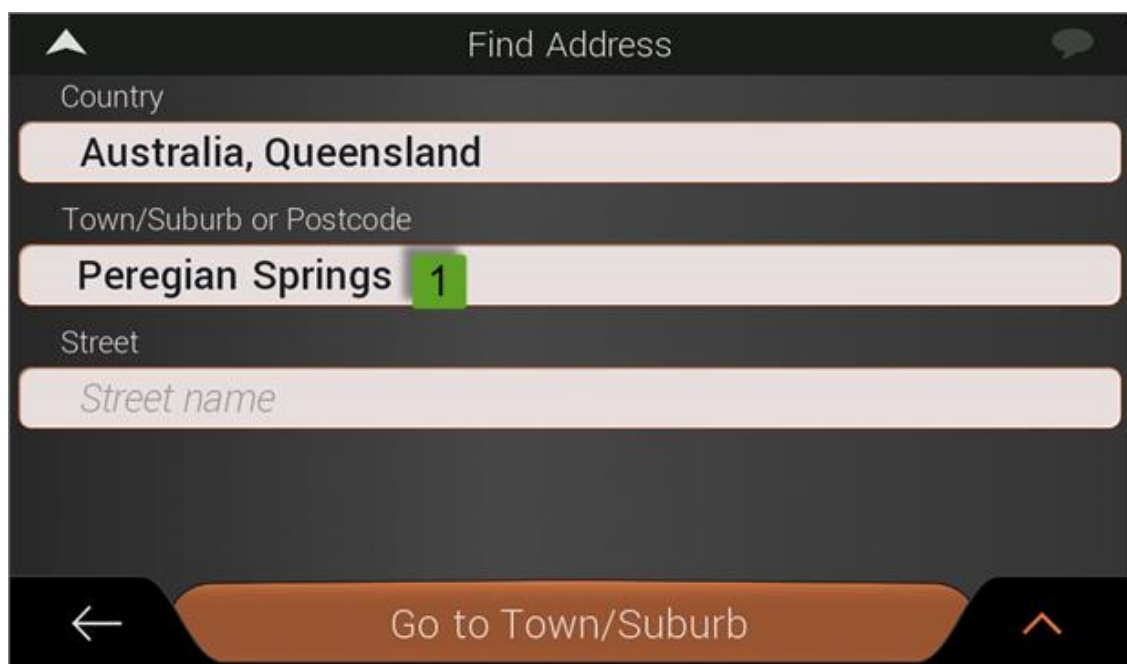 Find Address
Country
Australia, Queensland
Town/Suburb or Postcode
Peregian Springs 1
Street
Street name
Go to Town/Suburb